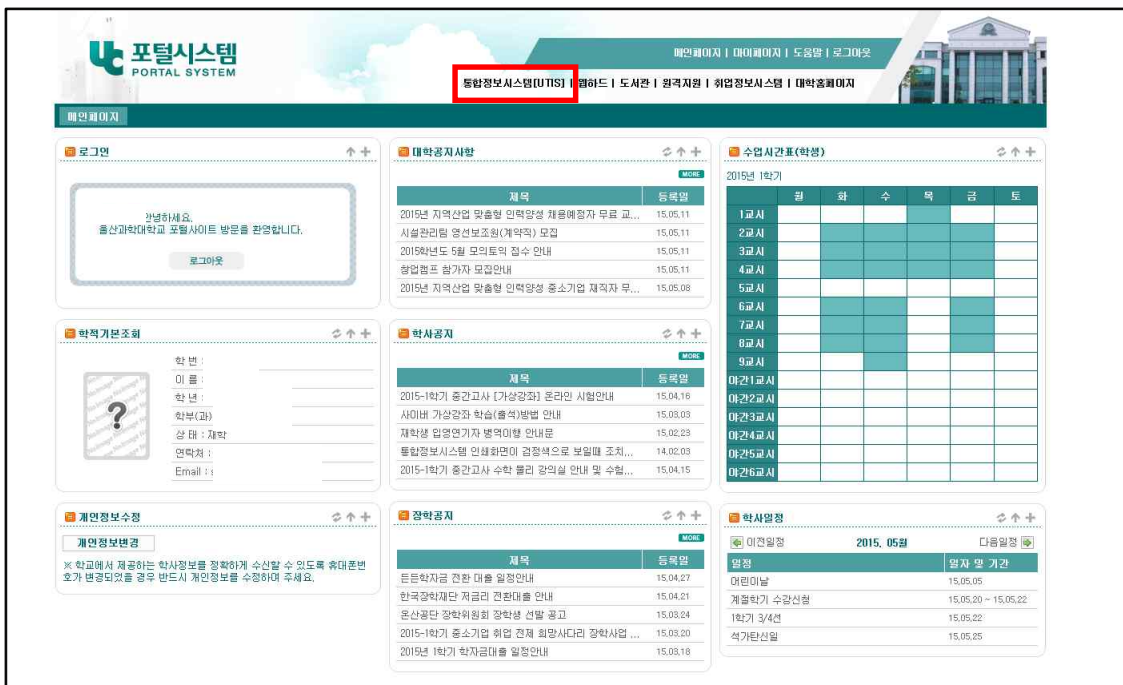 Uc 포털시스템
PORTAL SYSTEM
메인페이지 | 마이페이지 | 도움말 | 로그아웃
통합정보시스템[UTIS] | 웹하드 | 도서관 | 원격지원 | 취업정보시스템 | 대학홈페이지
메인페이지
로그인
안녕하세요.
울산과학대학교 포털사이트 방문를 환영합니다.
로그아웃
학적기본조회
학 번 :
이 름 :
학 년 :
학부(과)
상 태 : 재학
연락처 :
Email :
개인정보수정
개인정보변경
※ 학교에서 제공하는 학사정보를 정확하게 수신할 수 있도록 휴대폰번
호가 변경되었을 경우 반드시 개인정보를 수정하여 주세요.
대학공지사항
MORE
제목 등록일
2015년 지역산업 맞춤형 인력양성 채용예정자 무료 교... 15.05.11
시설관리팀 영선보조원(계약직) 모집 15.05.11
2015학년도 5월 모의토익 접수 안내 15.05.11
창업캠프 참가자 모집안내 15.05.11
2015년 지역산업 맞춤형 인력양성 중소기업 재직자 무... 15.05.08
학사공지
MORE
제목 등록일
2015-1학기 중간고사 [가상강좌] 온라인 시험안내 15.04.16
사이버 가상강좌 학습(출석)방법 안내 15.03.03
재학생 입영연기자 병역이행 안내문 15.02.23
통합정보시스템 인쇄화면이 검정색으로 보일때 조치... 14.02.03
2015-1학기 중간고사 수학 물리 강의실 안내 및 수험... 15.04.15
장학공지
MORE
제목 등록일
든든학자금 전환 대출 일정안내 15.04.27
한국장학재단 저금리 전환대출 안내 15.04.21
온산공단 장학위원회 장학생 선발 공고 15.03.24
2015-1학기 중소기업 취업 전제 희망사다리 장학사업 ... 15.03.20
2015년 1학기 학자금대출 일정안내 15.03.18
수업시간표(학생)
2015년 1학기
월 화 수 목 금 토
1교시
2교시
3교시
4교시
5교시
6교시
7교시
8교시
9교시
야간1교시
야간2교시
야간3교시
야간4교시
야간5교시
야간6교시
학사일정
이전일정 2015. 05월 다음일정
일정 일자 및 기간
어린이날 15.05.05
계절학기 수강신청 15.05.20 ~ 15.05.22
1학기 3/4선 15.05.22
석가탄신일 15.05.25